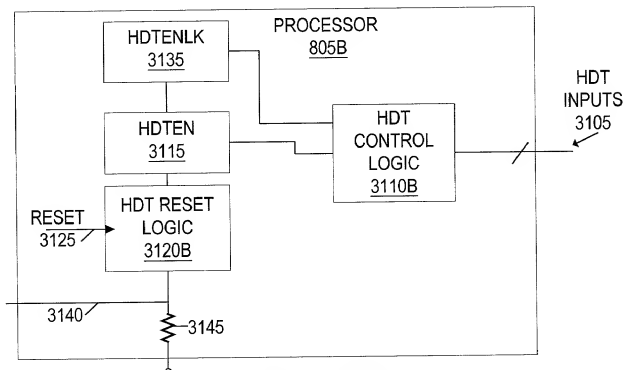 PROCESSOR
805B
HDTENLK
3135
HDT
INPUTS
3105
HDTEN
3115
HDT
CONTROL
LOGIC
3110B
HDT RESET
LOGIC
3120B
RESET
3125
3140
3145